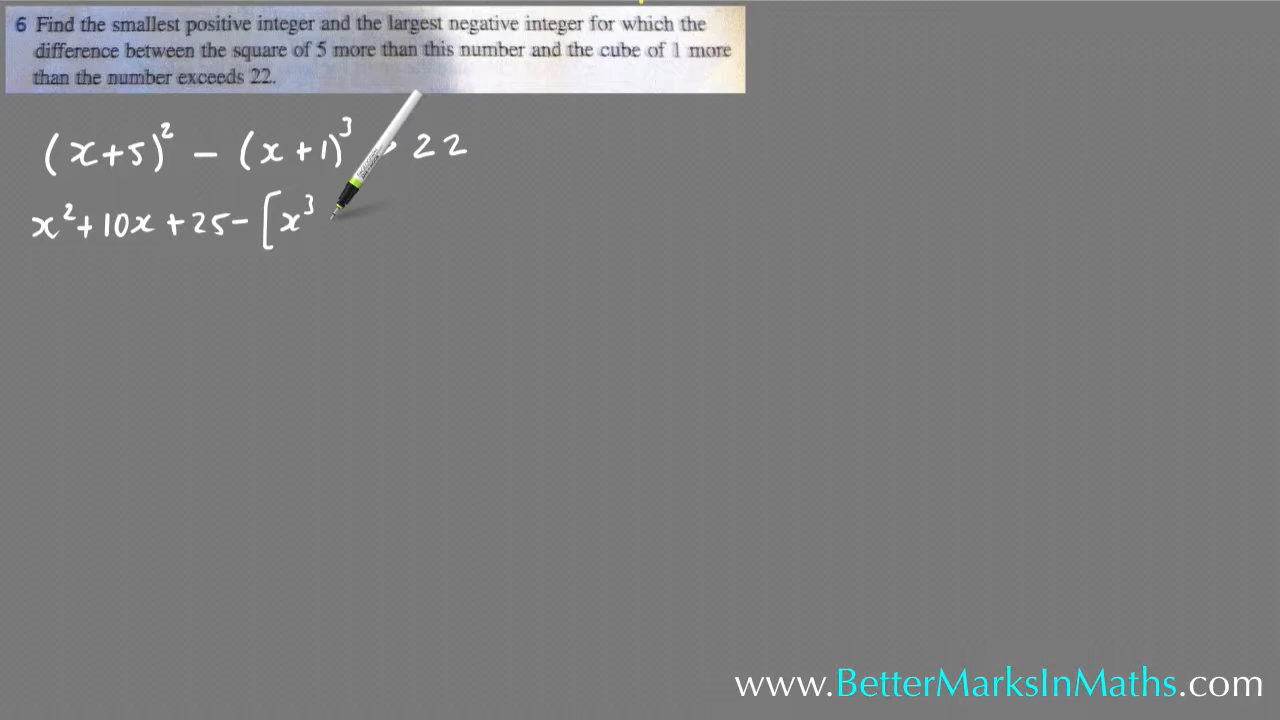 6 Find the smallest positive integer and the largest negative integer for which the
difference between the square of 5 more than this number and the cube of 1 more
than the number exceeds 22.
(x+5)² − (x+1)³ 22
x²+10x+25−[x³
www.BetterMarksInMaths.com